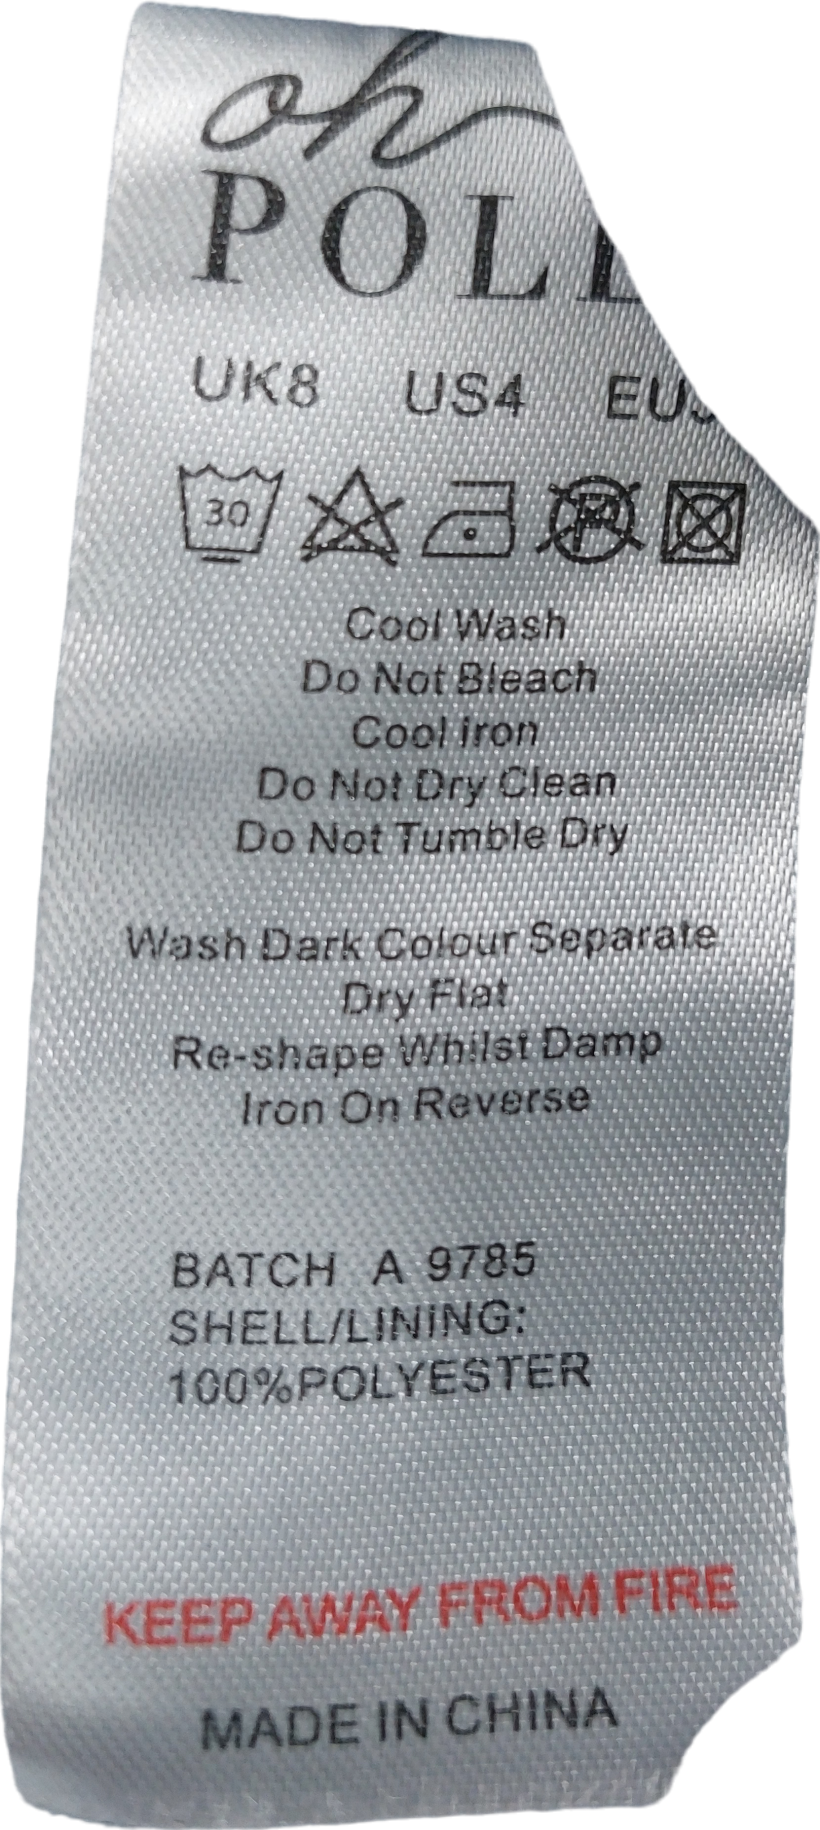 oh
POLL
UK8 US4 EU
30
P
Cool Wash
Do Not Bleach
Cool Iron
Do Not Dry Clean
Do Not Tumble Dry
Wash Dark Colour Separate
Dry Flat
Re-shape Whilst Damp
Iron On Reverse
BATCH A 9785
SHELL/LINING:
100%POLYESTER
KEEP AWAY FROM FIRE
MADE IN CHINA